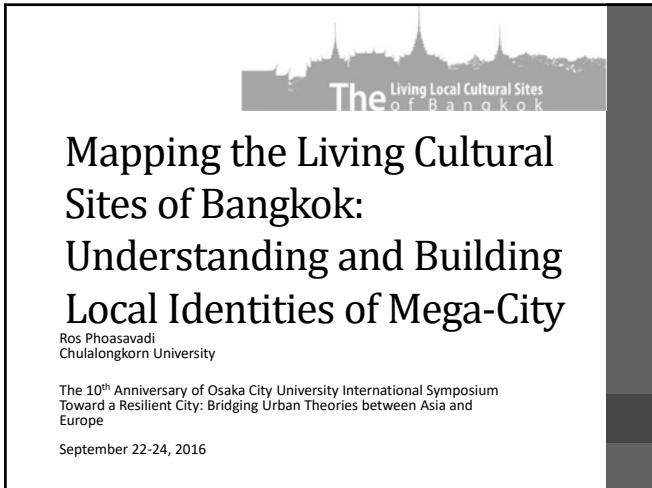 The Living Local Cultural Sites
of Bangkok
Mapping the Living Cultural
Sites of Bangkok:
Understanding and Building
Local Identities of Mega-City
Ros Phoasavadi
Chulalongkorn University
The 10th Anniversary of Osaka City University International Symposium
Toward a Resilient City: Bridging Urban Theories between Asia and
Europe
September 22-24, 2016